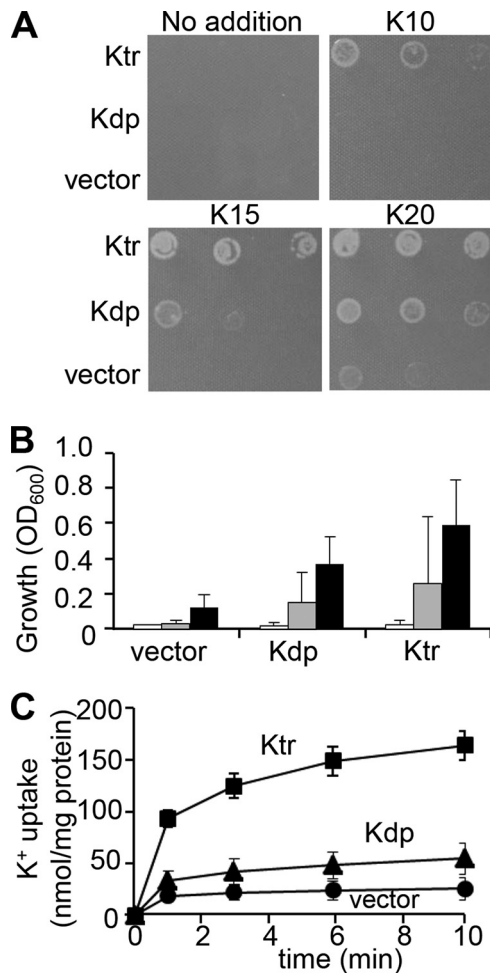 A
No addition K10
Ktr
Kdp
vector
K15 K20
Ktr
Kdp
vector
B
Growth (OD600)
1.0
0.8
0.6
0.4
0.2
0
vector Kdp Ktr
C
K+ uptake
(nmol/mg protein)
200
150
100
50
0
Ktr
Kdp
vector
0 2 4 6 8 10
time (min)